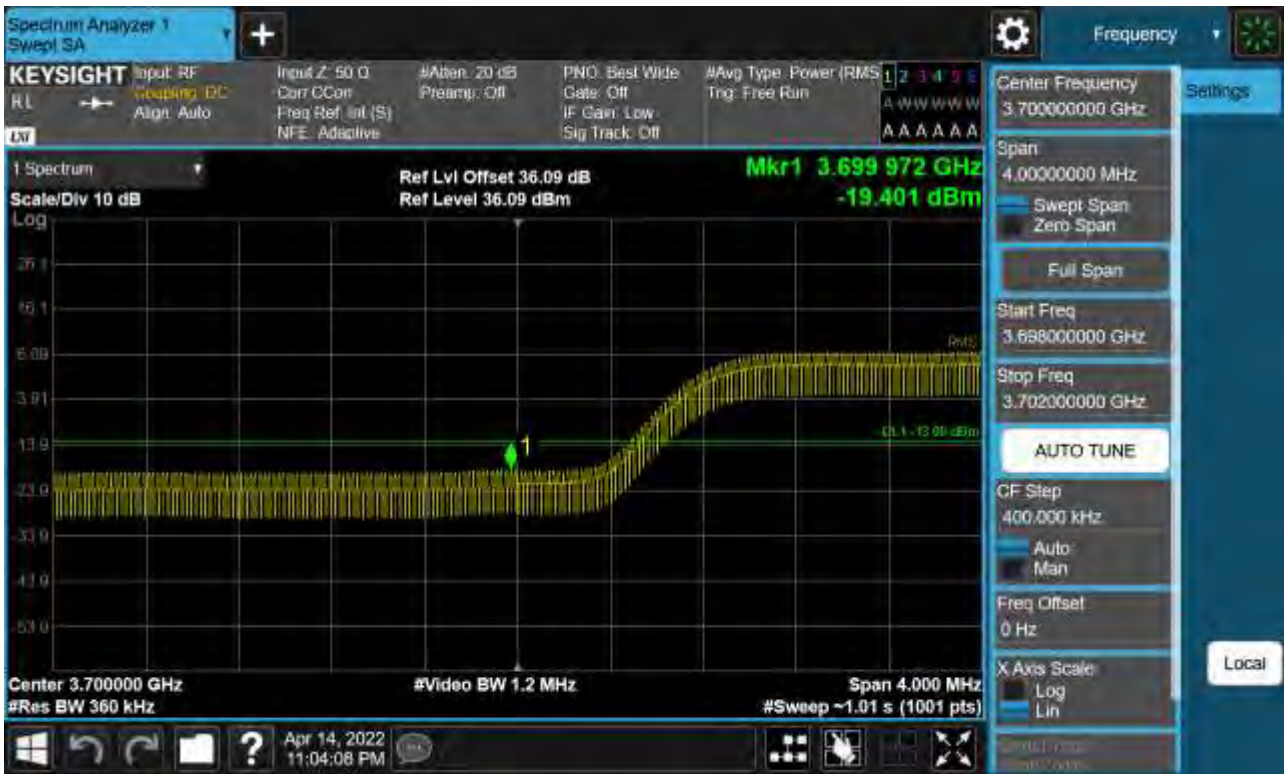 Spectrum Analyzer 1
Swept SA
+
Frequency
KEYSIGHT
Input: RF
Coupling: DC
Align: Auto
Input Z: 50 Ω
Corr CCorr
Freq Ref: Int (S)
NFE: Adaptive
#Atten: 20 dB
Preamp: Off
PNO: Best Wide
Gate: Off
IF Gain: Low
Sig Track: Off
#Avg Type: Power (RMS
Trig: Free Run
1 2 3 4 5 6
A W W W W W
A A A A A A
RL
LXI
Center Frequency
3.700000000 GHz
Settings
Span
4.00000000 MHz
Swept Span
Zero Span
Full Span
Start Freq
3.698000000 GHz
Stop Freq
3.702000000 GHz
AUTO TUNE
CF Step
400.000 kHz
Auto
Man
Freq Offset
0 Hz
X Axis Scale
Log
Lin
Local
1 Spectrum
Scale/Div 10 dB
Log
Ref Lvl Offset 36.09 dB
Ref Level 36.09 dBm
Mkr1 3.699 972 GHz
-19.401 dBm
26.1
16.1
6.09
-3.91
-13.9
-23.9
-33.9
-43.9
-53.9
RMS
DL1 -13.00 dBm
1
Center 3.700000 GHz
#Res BW 360 kHz
#Video BW 1.2 MHz
Span 4.000 MHz
#Sweep ~1.01 s (1001 pts)
?
Apr 14, 2022
11:04:08 PM